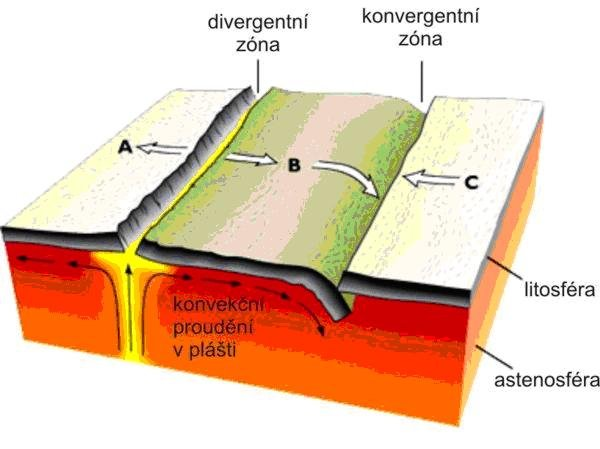 divergentní
zóna
konvergentní
zóna
A
B
C
konvekční
proudění
v plášti
litosféra
astenosféra